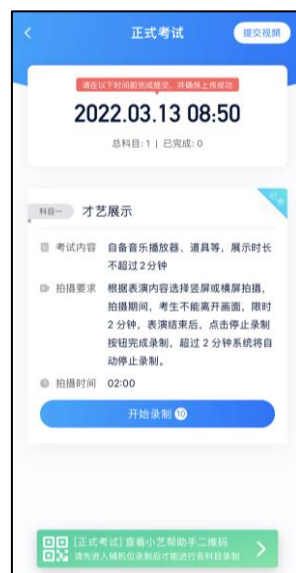 正式考试
提交视频
请在以下时间前完成提交，并确保上传成功
2022.03.13 08:50
总科目: 1 | 已完成: 0
科目一 才艺展示
必考
考试内容 自备音乐播放器、道具等，展示时长
不超过2分钟
拍摄要求 根据表演内容选择竖屏或横屏拍摄，
拍摄期间，考生不能离开画面，限时
2 分钟，表演结束后，点击停止录制
按钮完成录制，超过 2 分钟系统将自
动停止录制。
拍摄时间 02:00
开始录制 10
[正式考试] 查看小艺帮助手二维码
请先进入辅机位录制后才能进行各科目录制